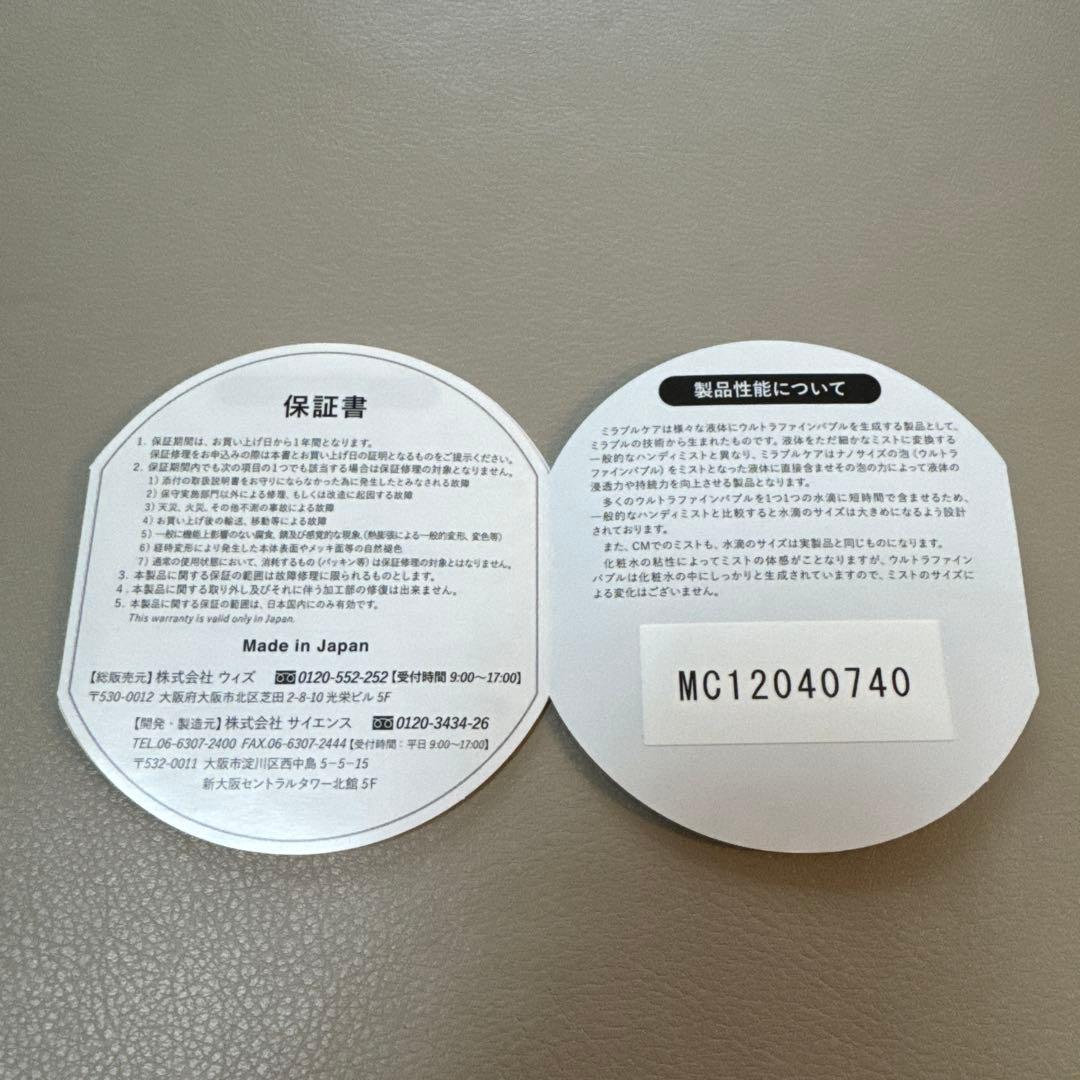 保証書
1. 保証期間は、お買い上げ日から1年間となります。
保証修理をお申込みの際は本書とお買い上げ日の証明となるものをご提示ください。
2. 保証期間内でも次の項目の1つでも該当する場合は保証修理の対象となりません。
1) 添付の取扱説明書をお守りにならなかった為に発生したとみなされる故障
2) 保守実施部門以外による修理、もしくは改造に起因する故障
3) 天災、火災、その他不測の事故による故障
4) お買い上げ後の輸送、移動等による故障
5) 一般に機能上影響のない腐食、錆及び感覚的な現象、(熱膨張による一般的変形、変色等)
6) 経時変形により発生した本体表面やメッキ面等の自然褪色
7) 通常の使用状態において、消耗するもの(パッキン等)は保証修理の対象とはなりません。
3. 本製品に関する保証の範囲は故障修理に限られるものとします。
4. 本製品に関する取り外し及びそれに伴う加工部の修復は出来ません。
5. 本製品に関する保証の範囲は、日本国内にのみ有効です。
This warranty is valid only in Japan.
Made in Japan
【総販売元】株式会社 ウィズ 0120-552-252【受付時間 9:00～17:00】
〒530-0012 大阪府大阪市北区芝田 2-8-10 光栄ビル 5F
【開発・製造元】株式会社 サイエンス 0120-3434-26
TEL.06-6307-2400 FAX.06-6307-2444【受付時間：平日 9:00～17:00】
〒532-0011 大阪市淀川区西中島 5-5-15
新大阪セントラルタワー北館 5F
製品性能について
ミラブルケアは様々な液体にウルトラファインバブルを生成する製品として、
ミラブルの技術から生まれたものです。液体をただ細かなミストに変換する
一般的なハンディミストと異なり、ミラブルケアはナノサイズの泡(ウルトラ
ファインバブル)をミストとなった液体に直接含ませその泡の力によって液体の
浸透力や持続力を向上させる製品となります。
多くのウルトラファインバブルを1つ1つの水滴に短時間で含ませるため、
一般的なハンディミストと比較すると水滴のサイズは大きめになるよう設計
されております。
また、CMでのミストも、水滴のサイズは実製品と同じものになります。
化粧水の粘性によってミストの体感がことなりますが、ウルトラファイン
バブルは化粧水の中にしっかりと生成されていますので、ミストのサイズに
よる変化はございません。
MC12040740